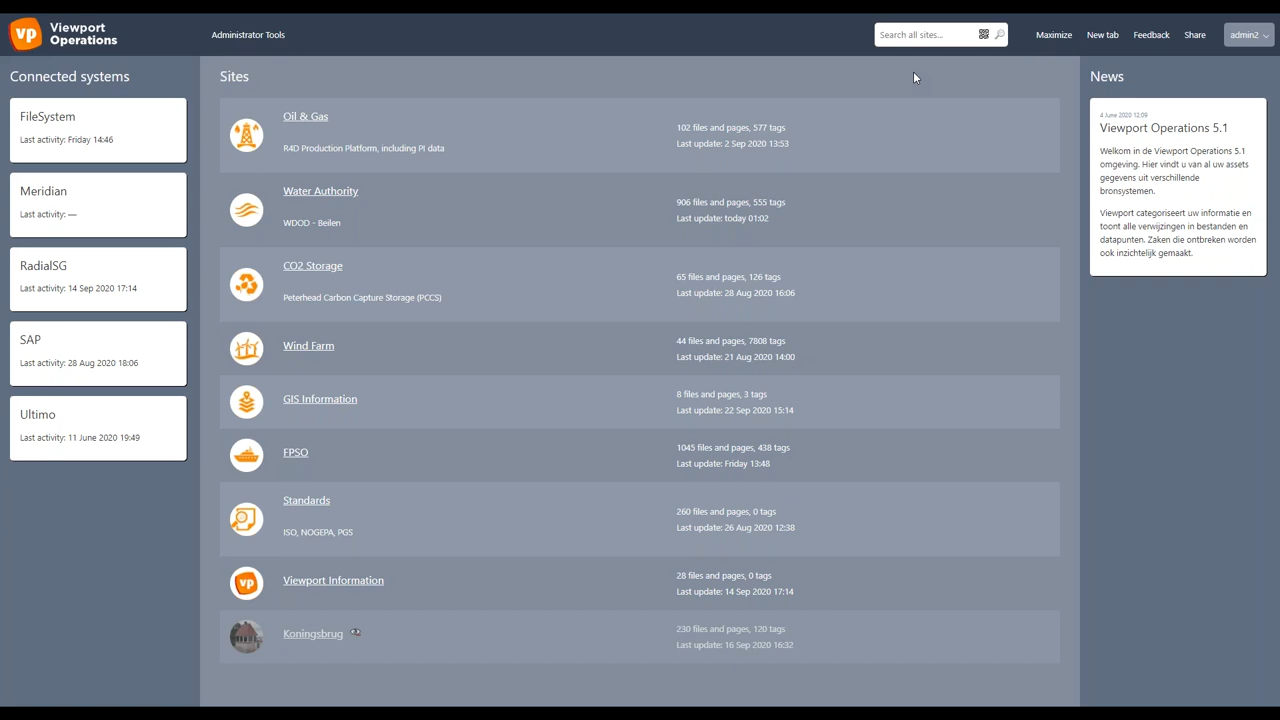 Viewport
Operations
Administrator Tools
Search all sites...
Maximize
New tab
Feedback
Share
admin2
Connected systems
FileSystem
Last activity: Friday 14:46
Meridian
Last activity: —
RadialSG
Last activity: 14 Sep 2020 17:14
SAP
Last activity: 28 Aug 2020 18:06
Ultimo
Last activity: 11 June 2020 19:49
Sites
Oil & Gas
R4D Production Platform, including PI data
102 files and pages, 577 tags
Last update: 2 Sep 2020 13:53
Water Authority
WDOD - Beilen
906 files and pages, 555 tags
Last update: today 01:02
CO2 Storage
Peterhead Carbon Capture Storage (PCCS)
65 files and pages, 126 tags
Last update: 28 Aug 2020 16:06
Wind Farm
44 files and pages, 7808 tags
Last update: 21 Aug 2020 14:00
GIS Information
8 files and pages, 3 tags
Last update: 22 Sep 2020 15:14
FPSO
1045 files and pages, 438 tags
Last update: Friday 13:48
Standards
ISO, NOGEPA, PGS
260 files and pages, 0 tags
Last update: 26 Aug 2020 12:38
vp
Viewport Information
28 files and pages, 0 tags
Last update: 14 Sep 2020 17:14
Koningsbrug
230 files and pages, 120 tags
Last update: 16 Sep 2020 16:32
News
4 June 2020 12:09
Viewport Operations 5.1
Welkom in de Viewport Operations 5.1
omgeving. Hier vindt u van al uw assets
gegevens uit verschillende
bronsystemen.
Viewport categoriseert uw informatie en
toont alle verwijzingen in bestanden en
datapunten. Zaken die ontbreken worden
ook inzichtelijk gemaakt.